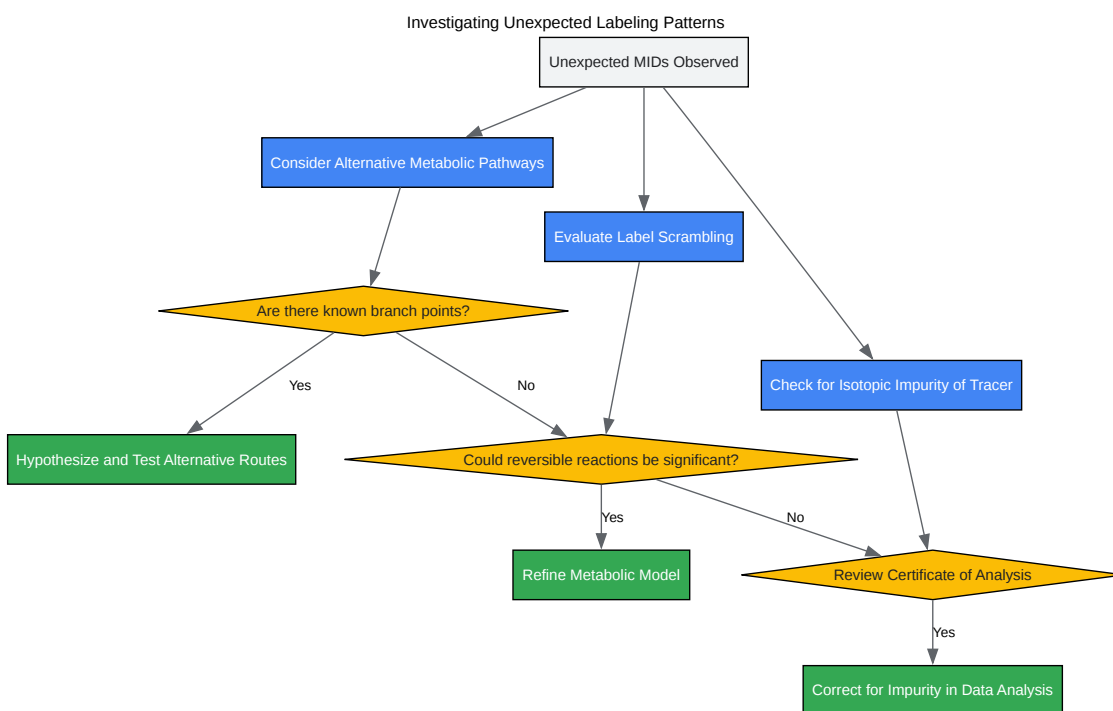 Investigating Unexpected Labeling Patterns
Unexpected MIDs Observed
Consider Alternative Metabolic Pathways
Evaluate Label Scrambling
Are there known branch points?
Yes
No
Check for Isotopic Impurity of Tracer
Hypothesize and Test Alternative Routes
Could reversible reactions be significant?
Yes
No
Refine Metabolic Model
Review Certificate of Analysis
Yes
Correct for Impurity in Data Analysis